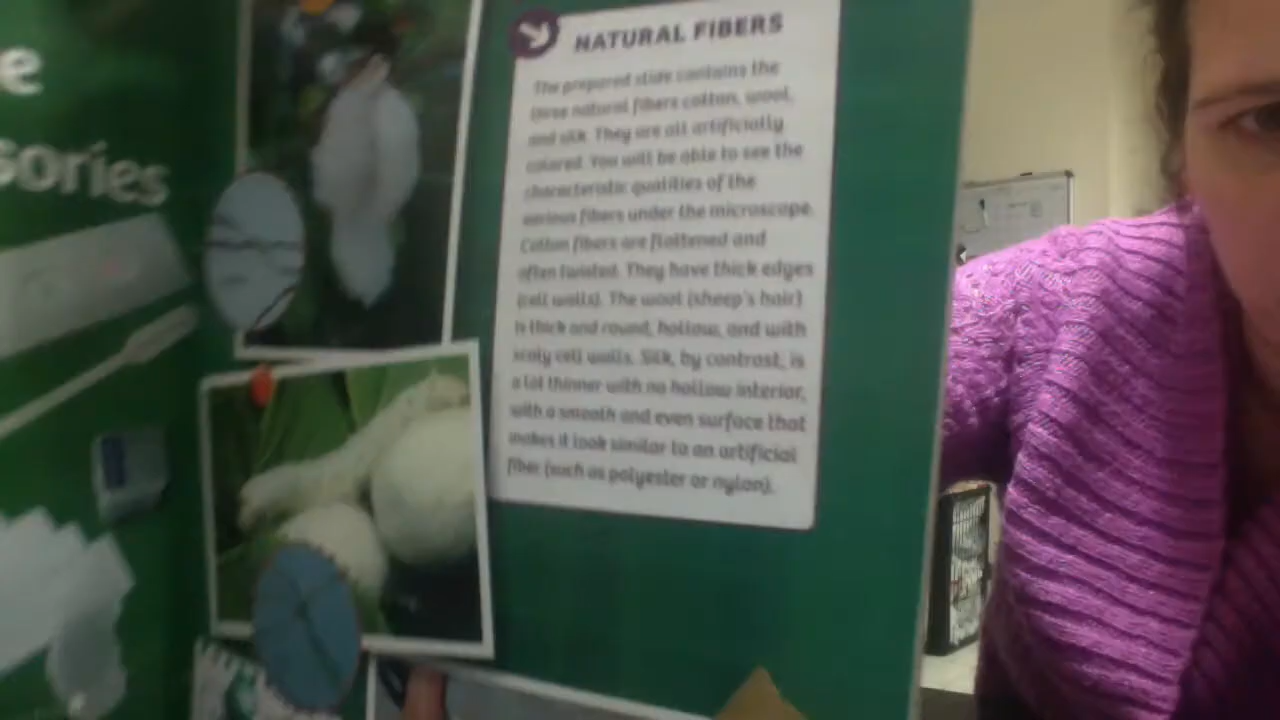 e
sories
NATURAL FIBERS
The prepared slide contains the
three natural fibers cotton, wool,
and silk. They are all artificially
colored. You will be able to see the
characteristic qualities of the
various fibers under the microscope.
Cotton fibers are flattened and
often twisted. They have thick edges
(cell walls). The wool (sheep's hair)
is thick and round, hollow, and with
scaly cell walls. Silk, by contrast, is
a lot thinner with no hollow interior,
with a smooth and even surface that
makes it look similar to an artificial
fiber (such as polyester or nylon).